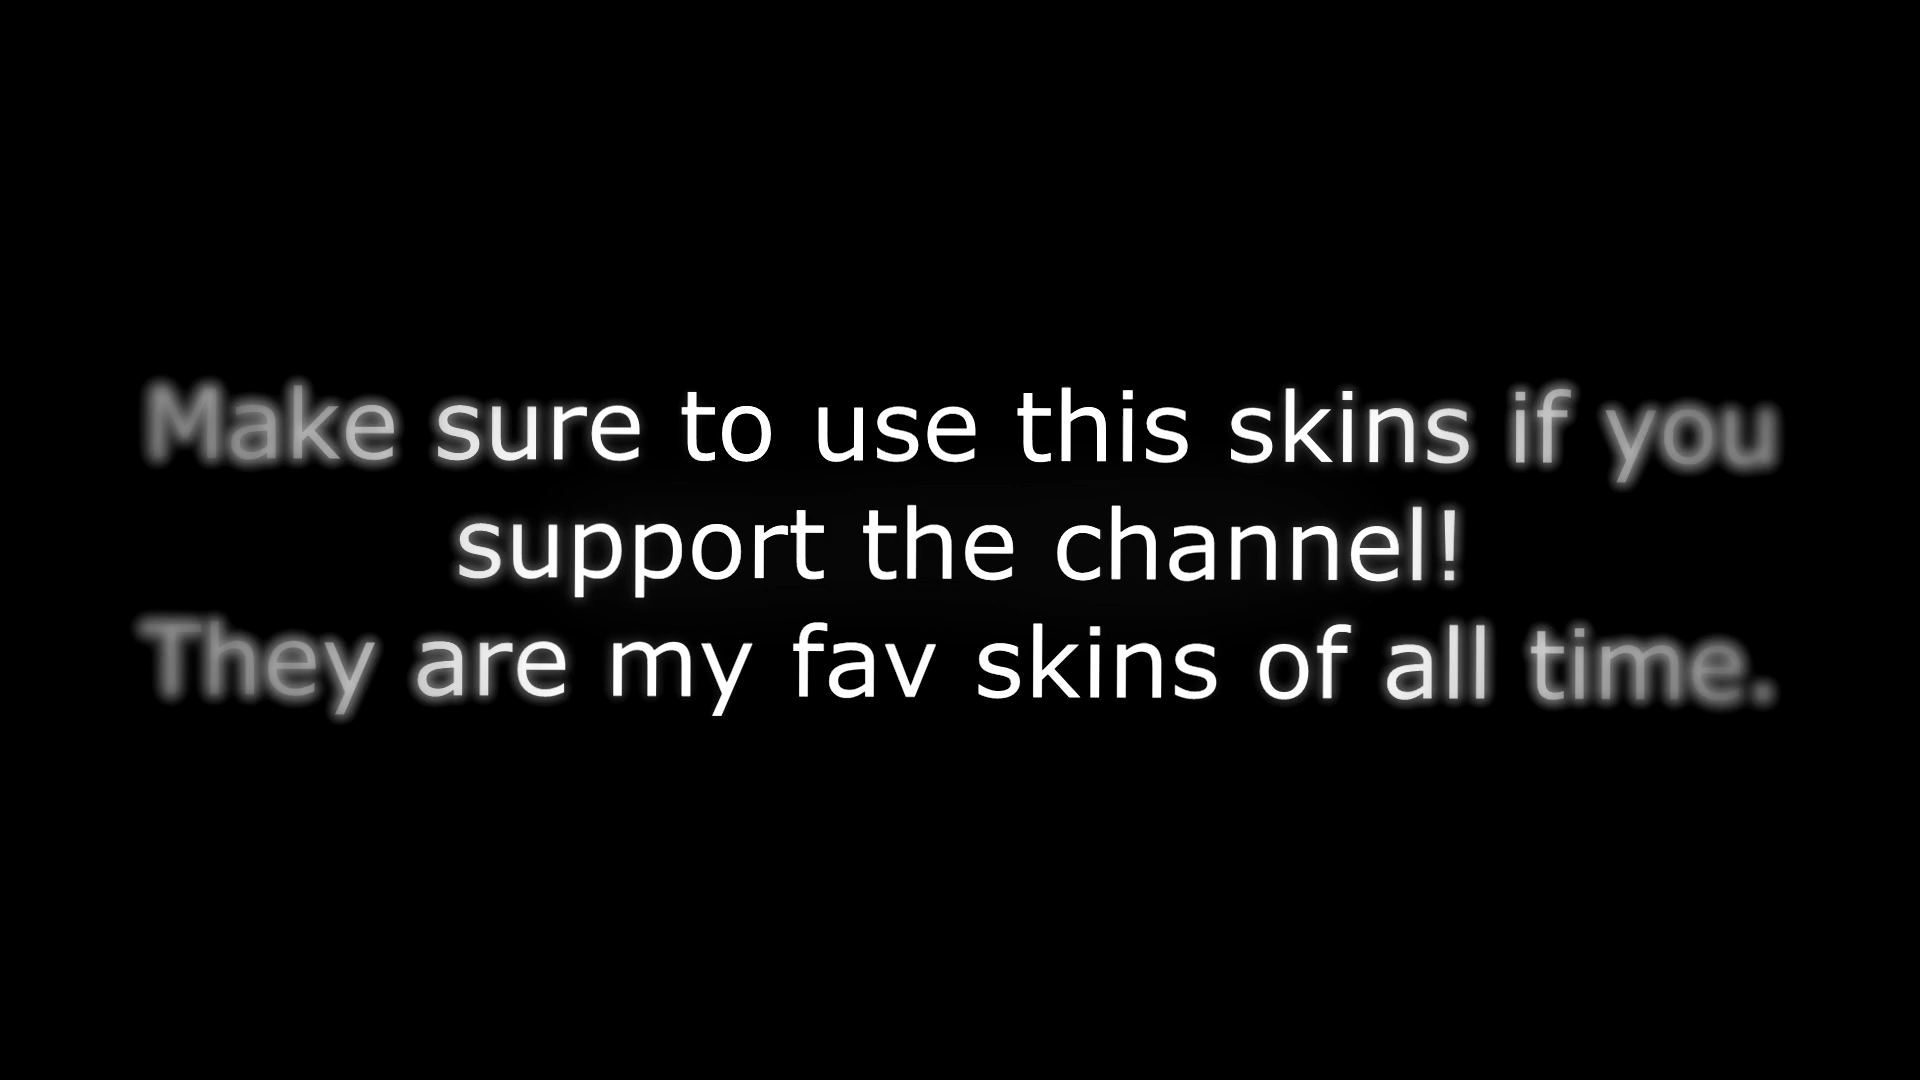 Make sure to use this skins if you
support the channel!
They are my fav skins of all time.